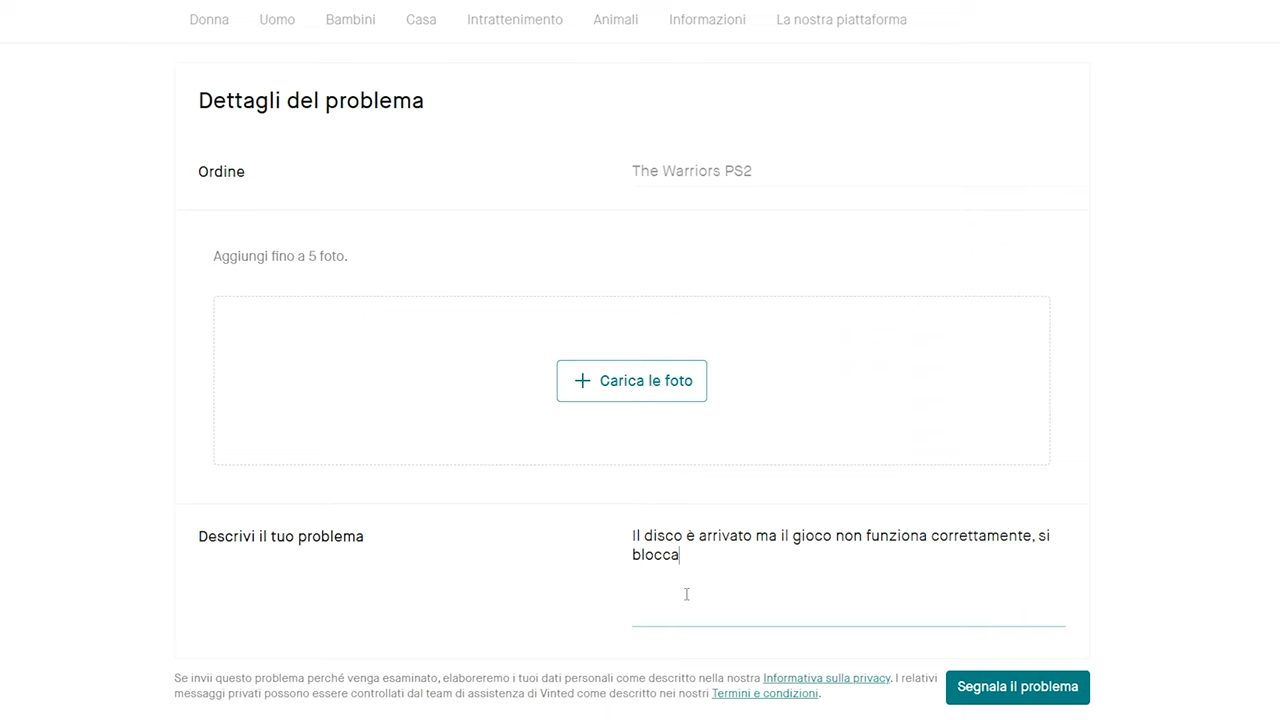 Donna Uomo Bambini Casa Intrattenimento Animali Informazioni La nostra piattaforma
Dettagli del problema
Ordine The Warriors PS2
Aggiungi fino a 5 foto.
Carica le foto
Descrivi il tuo problema Il disco è arrivato ma il gioco non funziona correttamente, si
blocca
Se invii questo problema perché venga esaminato, elaboreremo i tuoi dati personali come descritto nella nostra Informativa sulla privacy. I relativi
messaggi privati possono essere controllati dal team di assistenza di Vinted come descritto nei nostri Termini e condizioni.
Segnala il problema